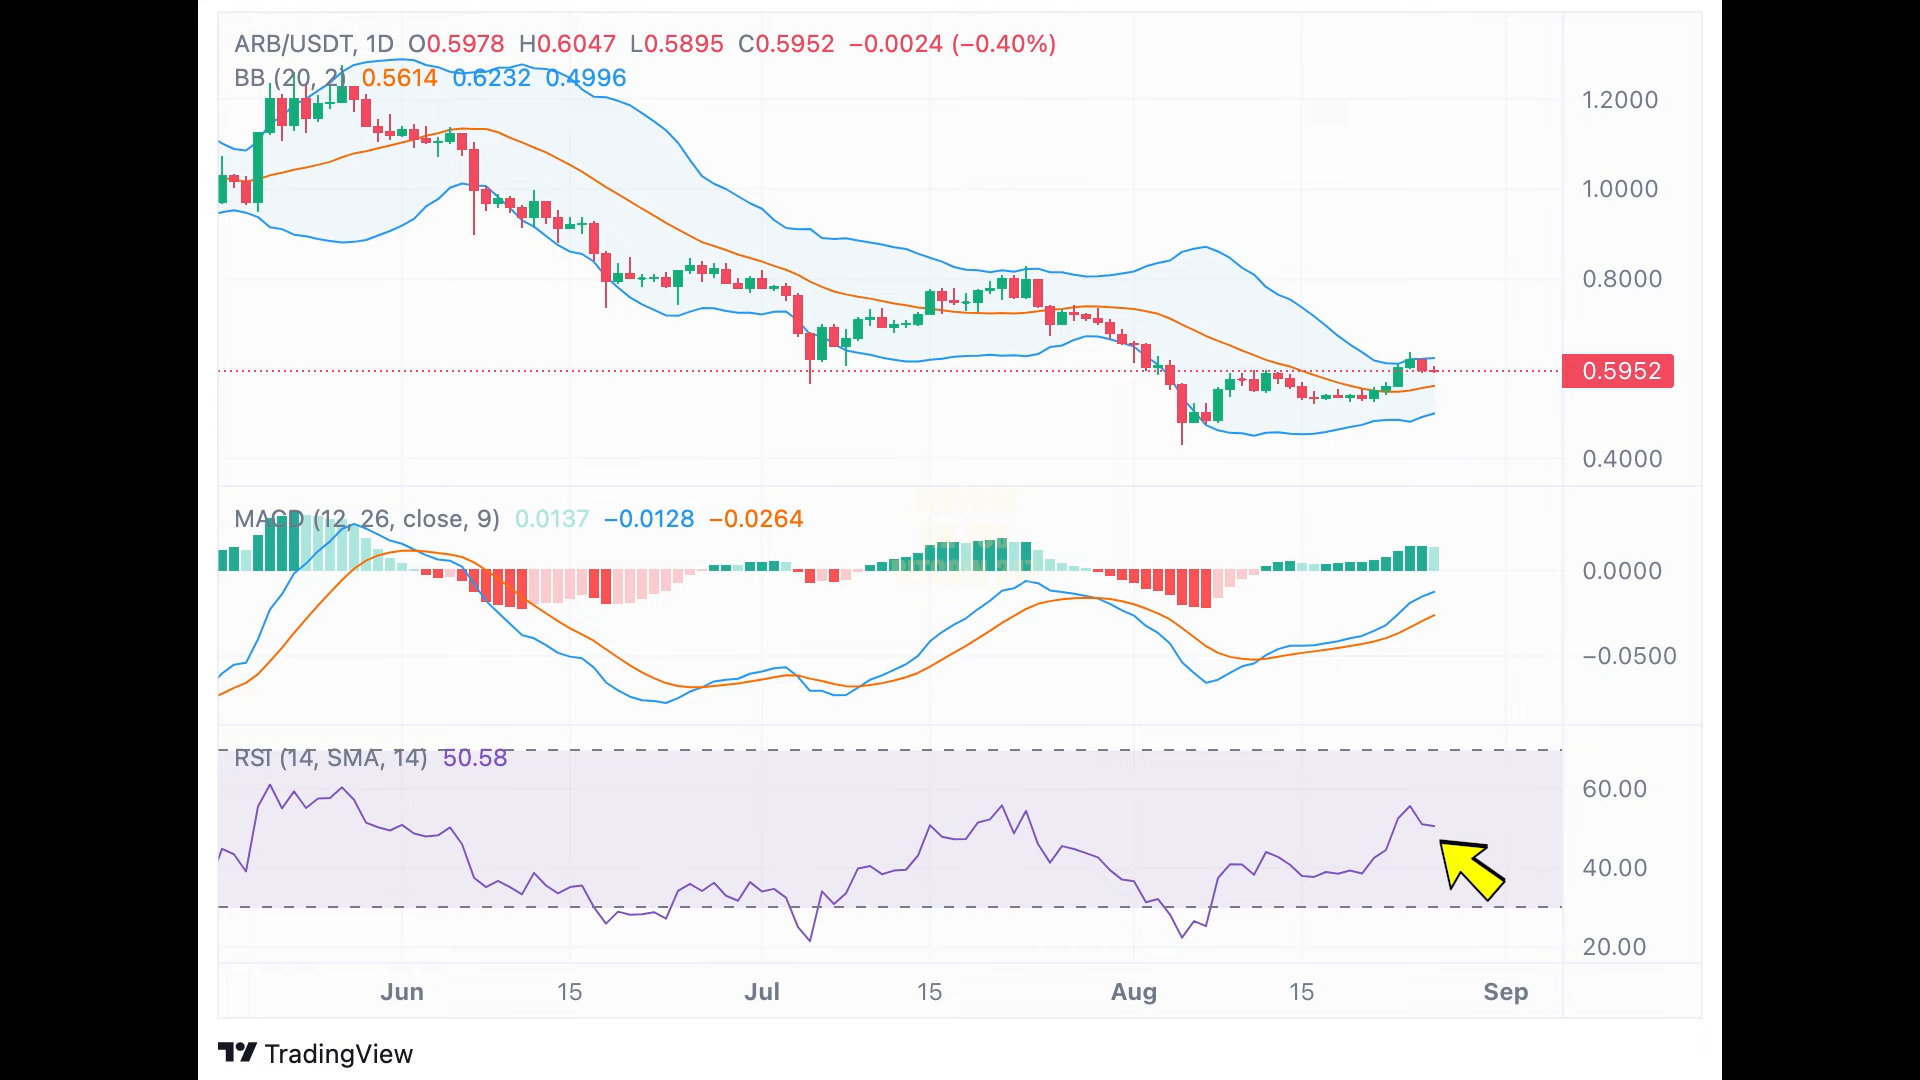 ARB/USDT, 1D O0.5978 H0.6047 L0.5895 C0.5952 −0.0024 (−0.40%)
BB (20, 2) 0.5614 0.6232 0.4996
1.2000
1.0000
0.8000
0.5952
0.4000
MACD (12, 26, close, 9) 0.0137 −0.0128 −0.0264
0.0000
−0.0500
RSI (14, SMA, 14) 50.58
60.00
40.00
20.00
Jun 15 Jul 15 Aug 15 Sep
TradingView